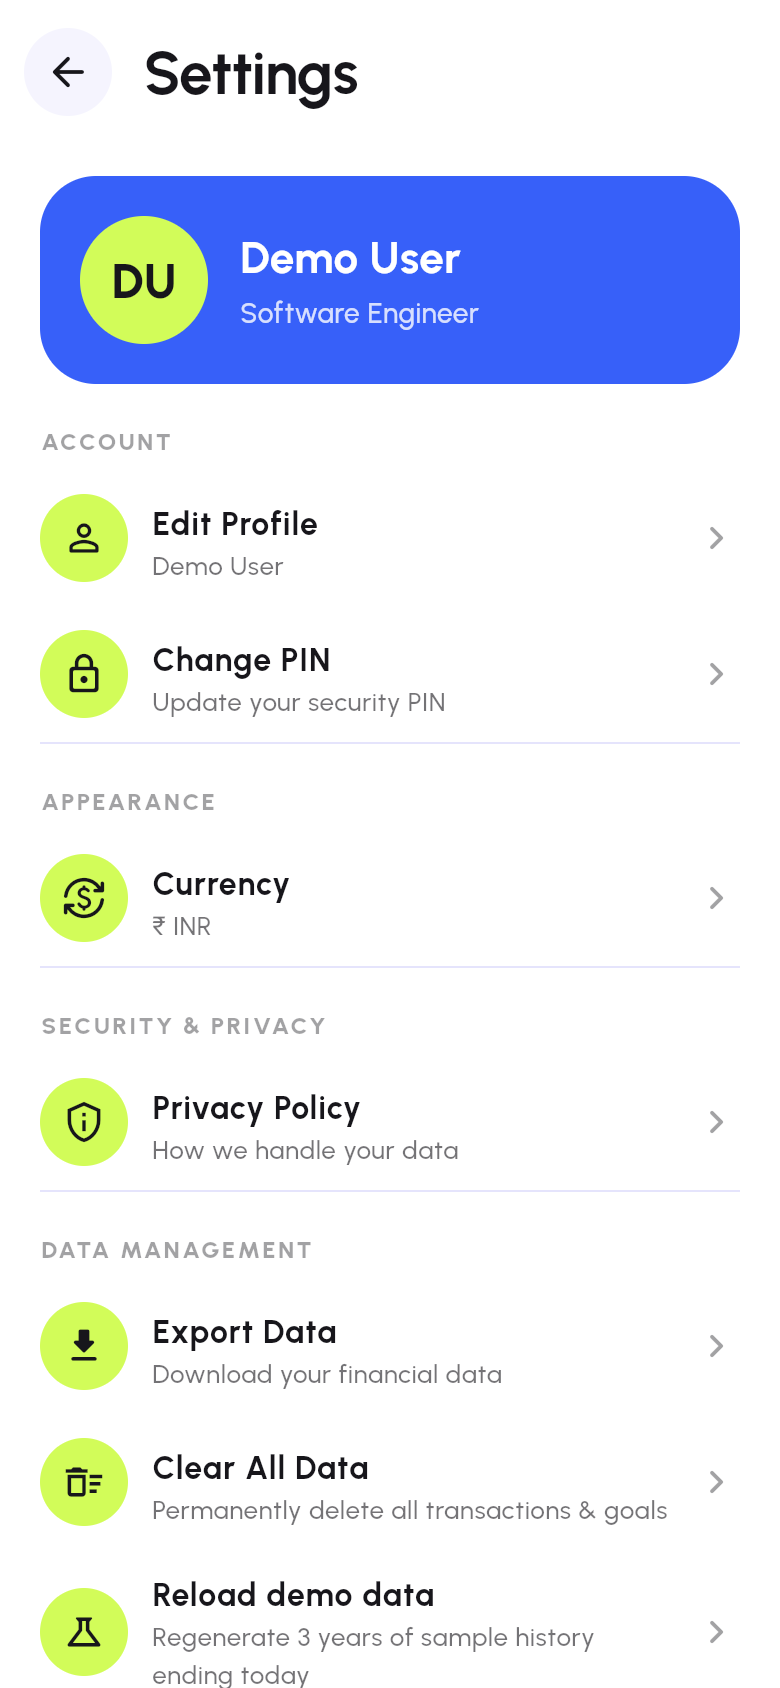 Settings
DU
Demo User
Software Engineer
ACCOUNT
Edit Profile
Demo User
Change PIN
Update your security PIN
APPEARANCE
Currency
₹ INR
SECURITY & PRIVACY
Privacy Policy
How we handle your data
DATA MANAGEMENT
Export Data
Download your financial data
Clear All Data
Permanently delete all transactions & goals
Reload demo data
Regenerate 3 years of sample history
ending today